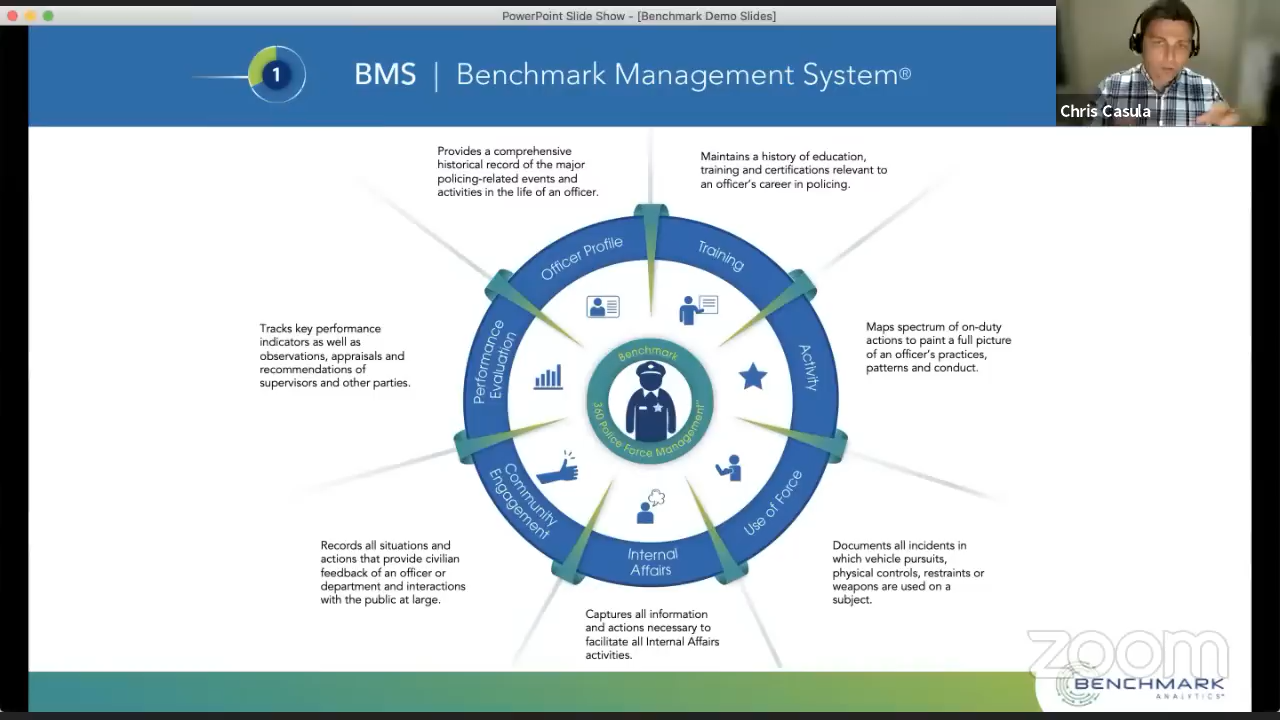 PowerPoint Slide Show - [Benchmark Demo Slides]
1
BMS | Benchmark Management System®
Chris Casula
Provides a comprehensive
historical record of the major
policing-related events and
activities in the life of an officer.
Maintains a history of education,
training and certifications relevant to
an officer's career in policing.
Officer Profile
Training
Tracks key performance
indicators as well as
observations, appraisals and
recommendations of
supervisors and other parties.
Performance
Evaluation
Benchmark
360 Police Force Management™
Activity
Maps spectrum of on-duty
actions to paint a full picture
of an officer's practices,
patterns and conduct.
Community
Engagement
Internal
Affairs
Use of Force
Records all situations and
actions that provide civilian
feedback of an officer or
department and interactions
with the public at large.
Documents all incidents in
which vehicle pursuits,
physical controls, restraints or
weapons are used on a
subject.
Captures all information
and actions necessary to
facilitate all Internal Affairs
activities.
zoom
BENCHMARK
ANALYTICS®